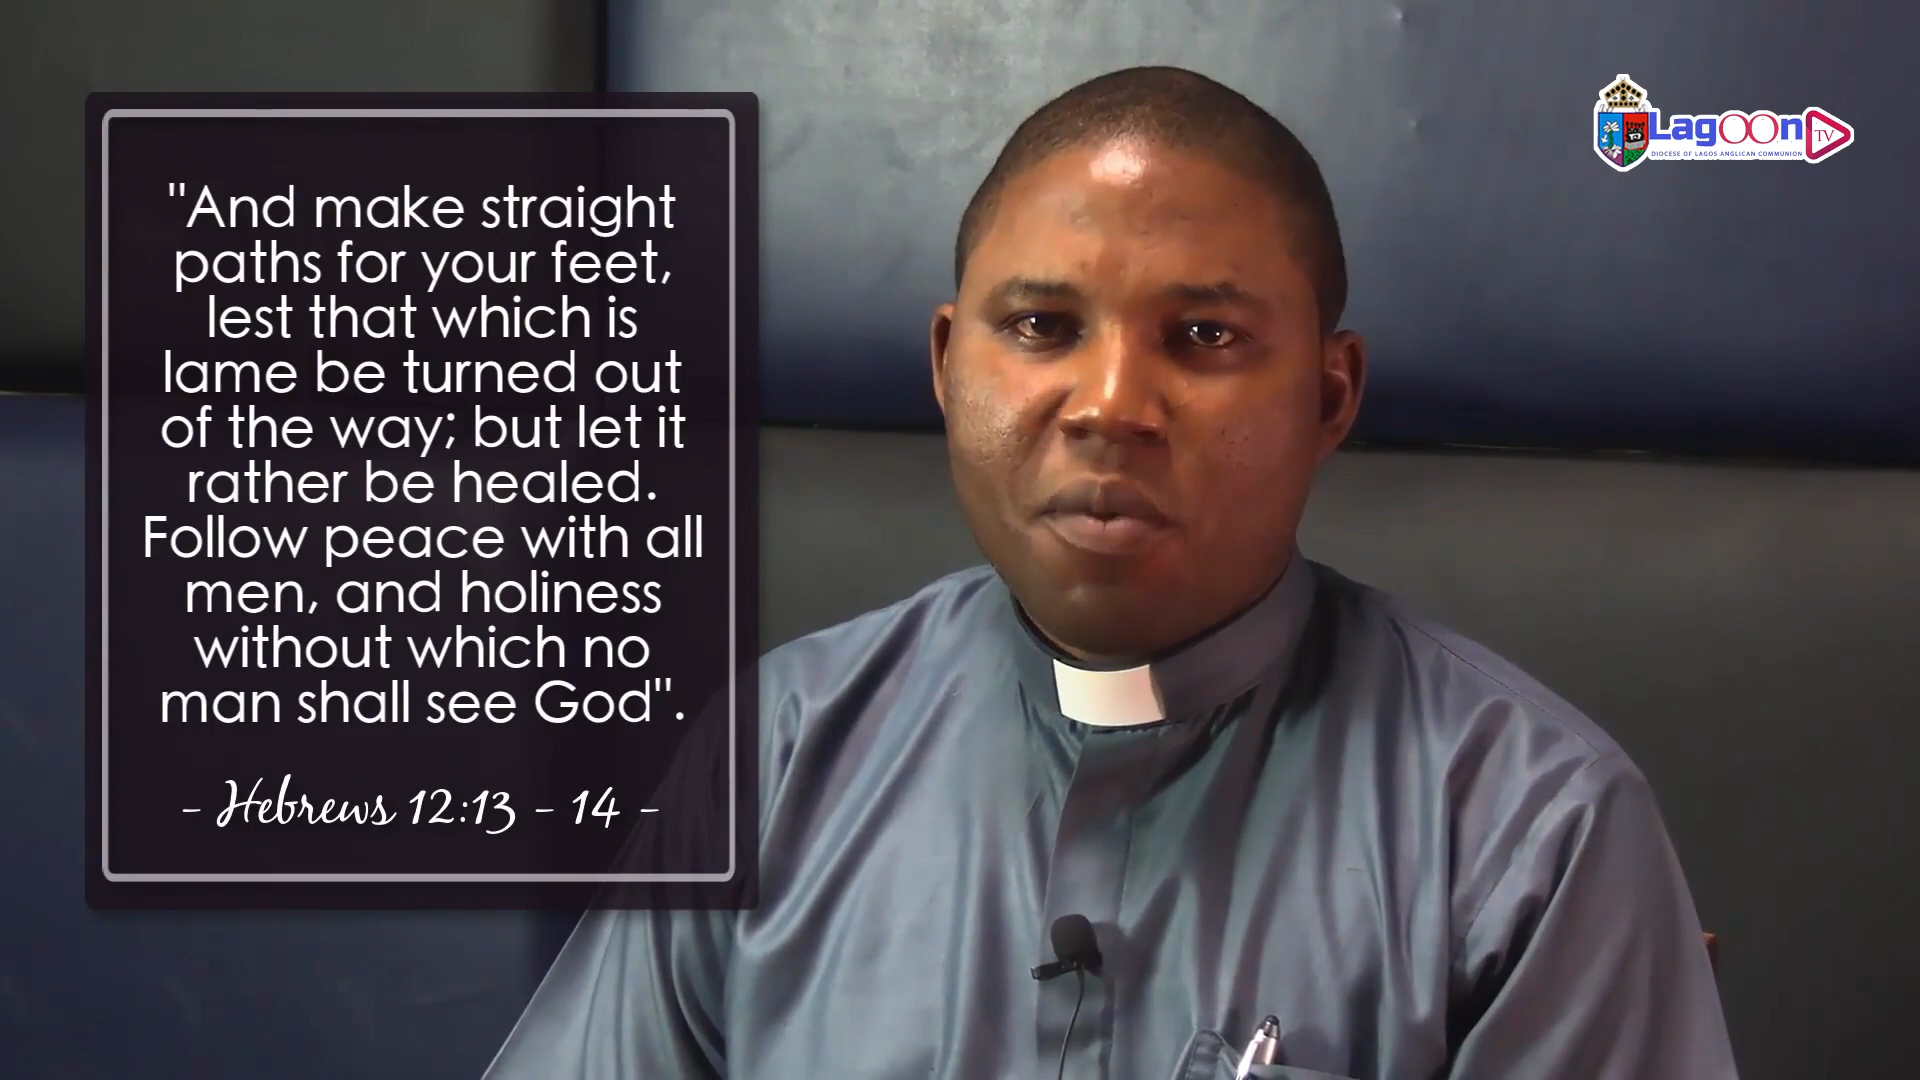 "And make straight
paths for your feet,
lest that which is
lame be turned out
of the way; but let it
rather be healed.
Follow peace with all
men, and holiness
without which no
man shall see God".
- Hebrews 12:13 - 14 -
Lagoon TV
DIOCESE OF LAGOS ANGLICAN COMMUNION